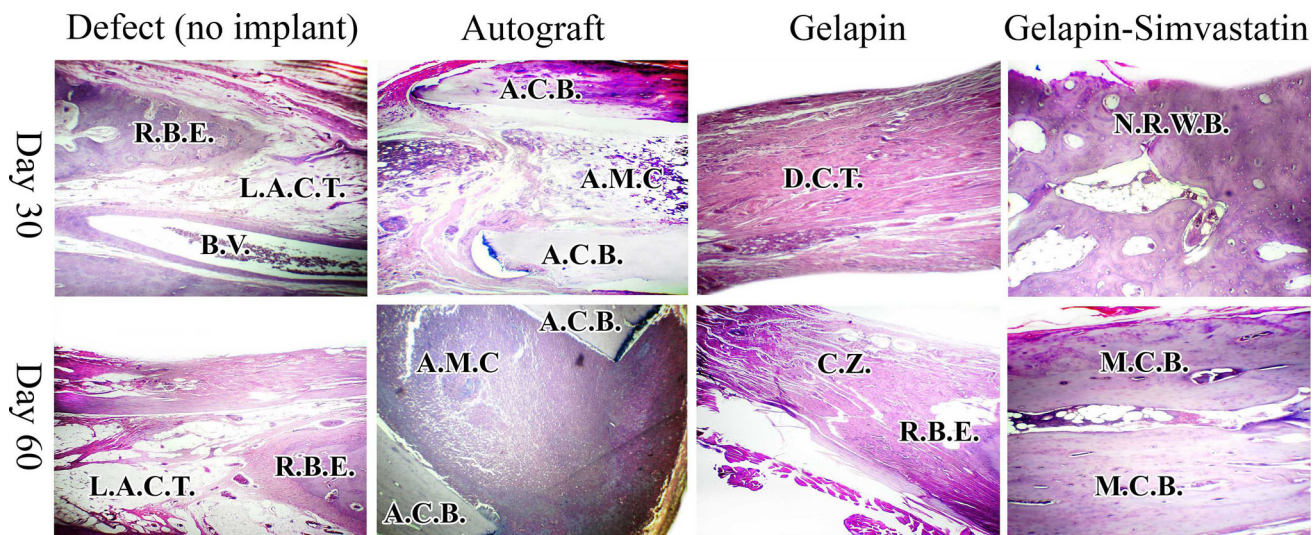 Defect (no implant)
Autograft
Gelapin
Gelapin-Simvastatin
Day 30
R.B.E.
L.A.C.T.
B.V.
A.C.B.
A.M.C
A.C.B.
D.C.T.
N.R.W.B.
Day 60
L.A.C.T.
R.B.E.
A.C.B.
A.M.C
A.C.B.
C.Z.
R.B.E.
M.C.B.
M.C.B.